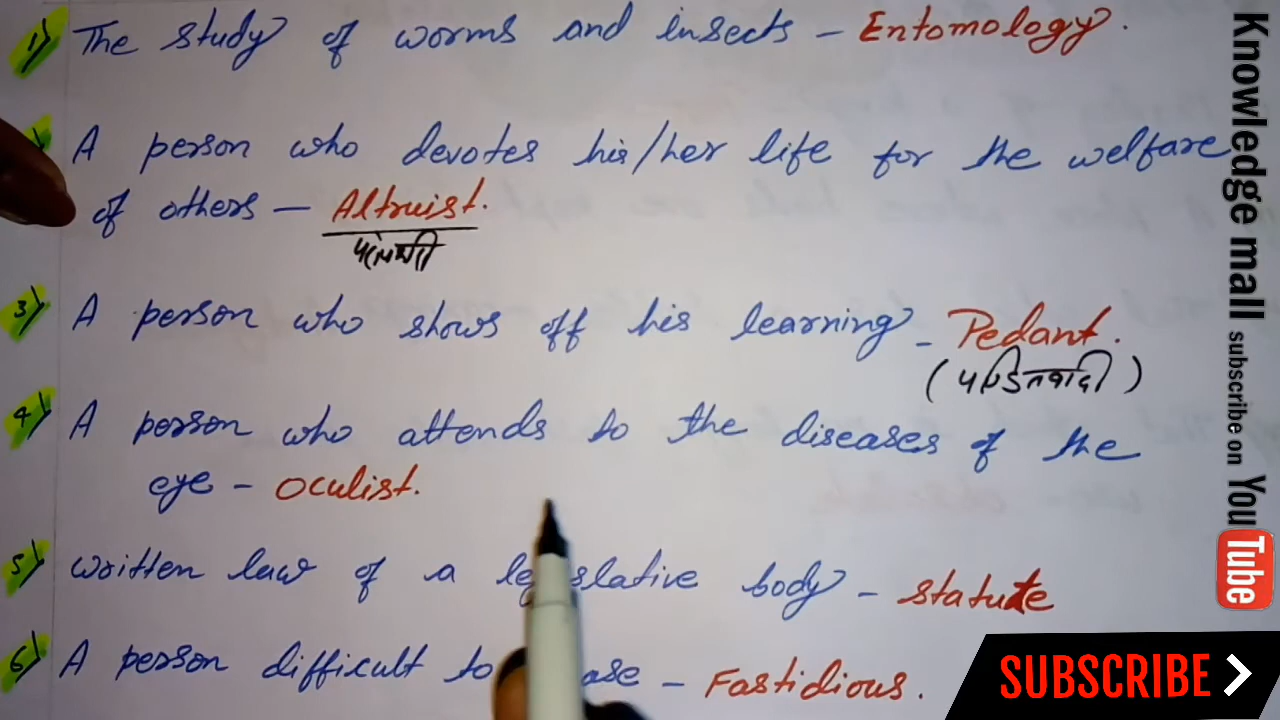 1) The study of worms and insects - Entomology.
A person who devotes his/her life for the welfare
of others - Altruist.
3) A person who shows off his learning - Pedant.
4) A person who attends to the diseases of the
eye - oculist.
5) written law of a legislative body - statute
6) A person difficult to - Fastidious.
Knowledge mall subscribe on YouTube
SUBSCRIBE